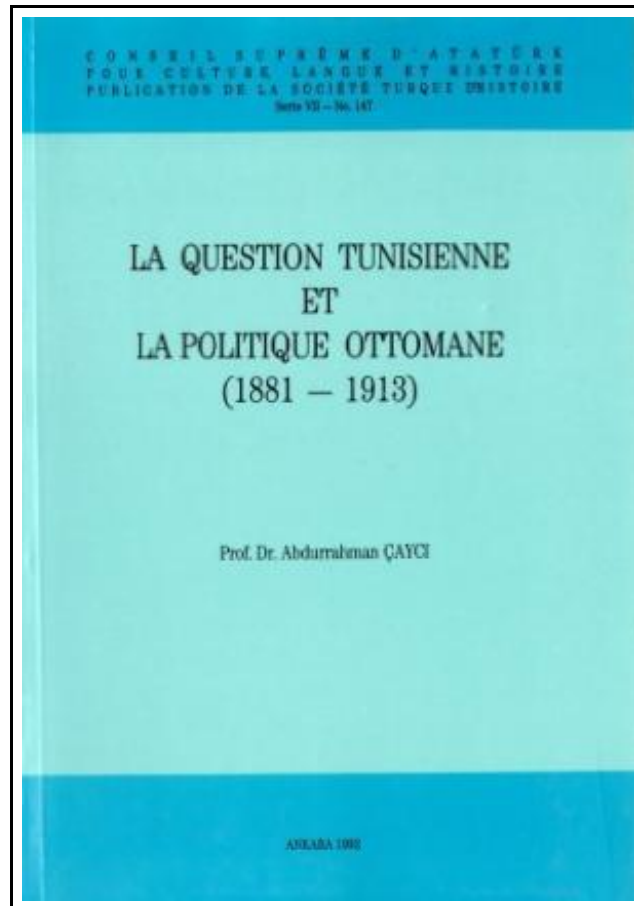 CONSEIL SUPRÊME D'ATATÜRK
POUR CULTURE LANGUE ET HISTOIRE
PUBLICATION DE LA SOCIÉTÉ TURQUE D'HISTOIRE
Serie VII — No. 147
LA QUESTION TUNISIENNE
ET
LA POLITIQUE OTTOMANE
(1881 — 1913)
Prof. Dr. Abdurrahman ÇAYCI
ANKARA 1992